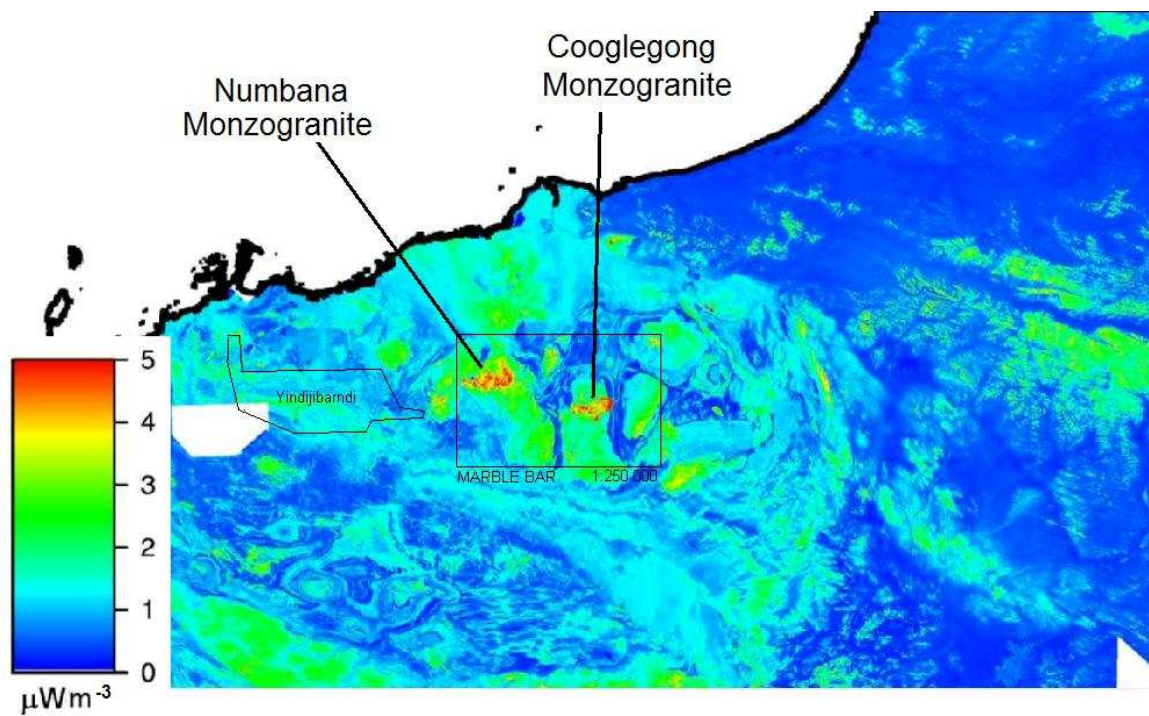 Cooglegong
Monzogranite
Numbana
Monzogranite
5
4
3
2
1
0
µWm-3
Yindjibarndi
MARBLE BAR 1:250 000